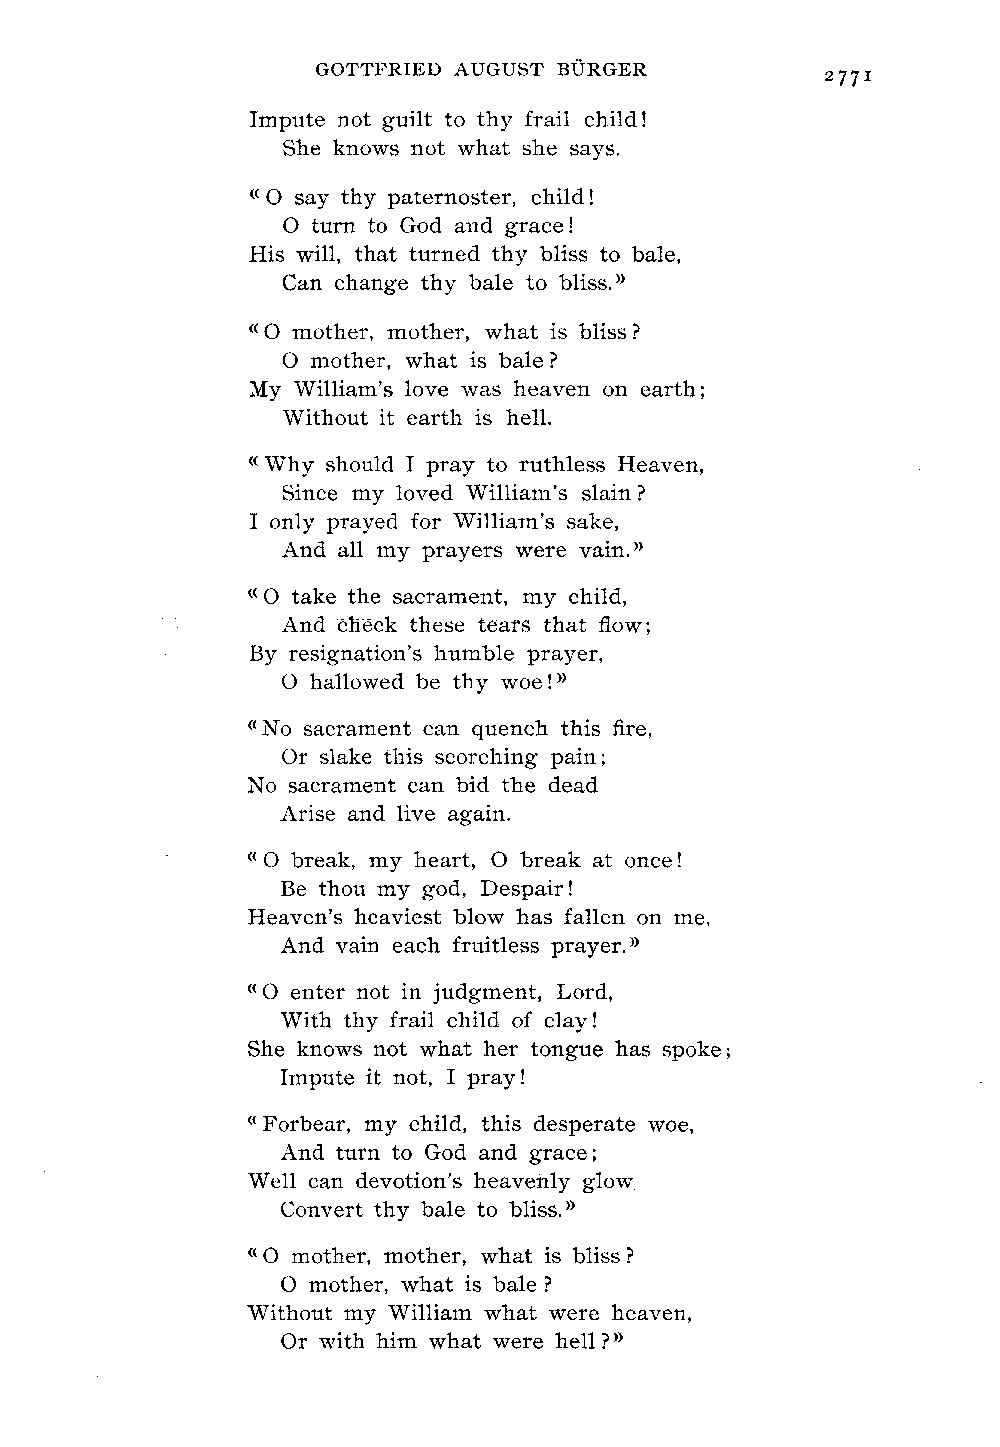 GOTTFRIED AUGUST BÜRGER 2771
Impute not guilt to thy frail child!
She knows not what she says.
“O say thy paternoster, child!
O turn to God and grace!
His will, that turned thy bliss to bale,
Can change thy bale to bliss.”
“O mother, mother, what is bliss?
O mother, what is bale?
My William's love was heaven on earth;
Without it earth is hell.
“Why should I pray to ruthless Heaven,
Since my loved William's slain?
I only prayed for William's sake,
And all my prayers were vain.”
“O take the sacrament, my child,
And check these tears that flow;
By resignation's humble prayer,
O hallowed be thy woe!”
“No sacrament can quench this fire,
Or slake this scorching pain;
No sacrament can bid the dead
Arise and live again.
“O break, my heart, O break at once!
Be thou my god, Despair!
Heaven's heaviest blow has fallen on me,
And vain each fruitless prayer.”
“O enter not in judgment, Lord,
With thy frail child of clay!
She knows not what her tongue has spoke;
Impute it not, I pray!
“Forbear, my child, this desperate woe,
And turn to God and grace;
Well can devotion's heavenly glow
Convert thy bale to bliss.”
“O mother, mother, what is bliss?
O mother, what is bale?
Without my William what were heaven,
Or with him what were hell?”